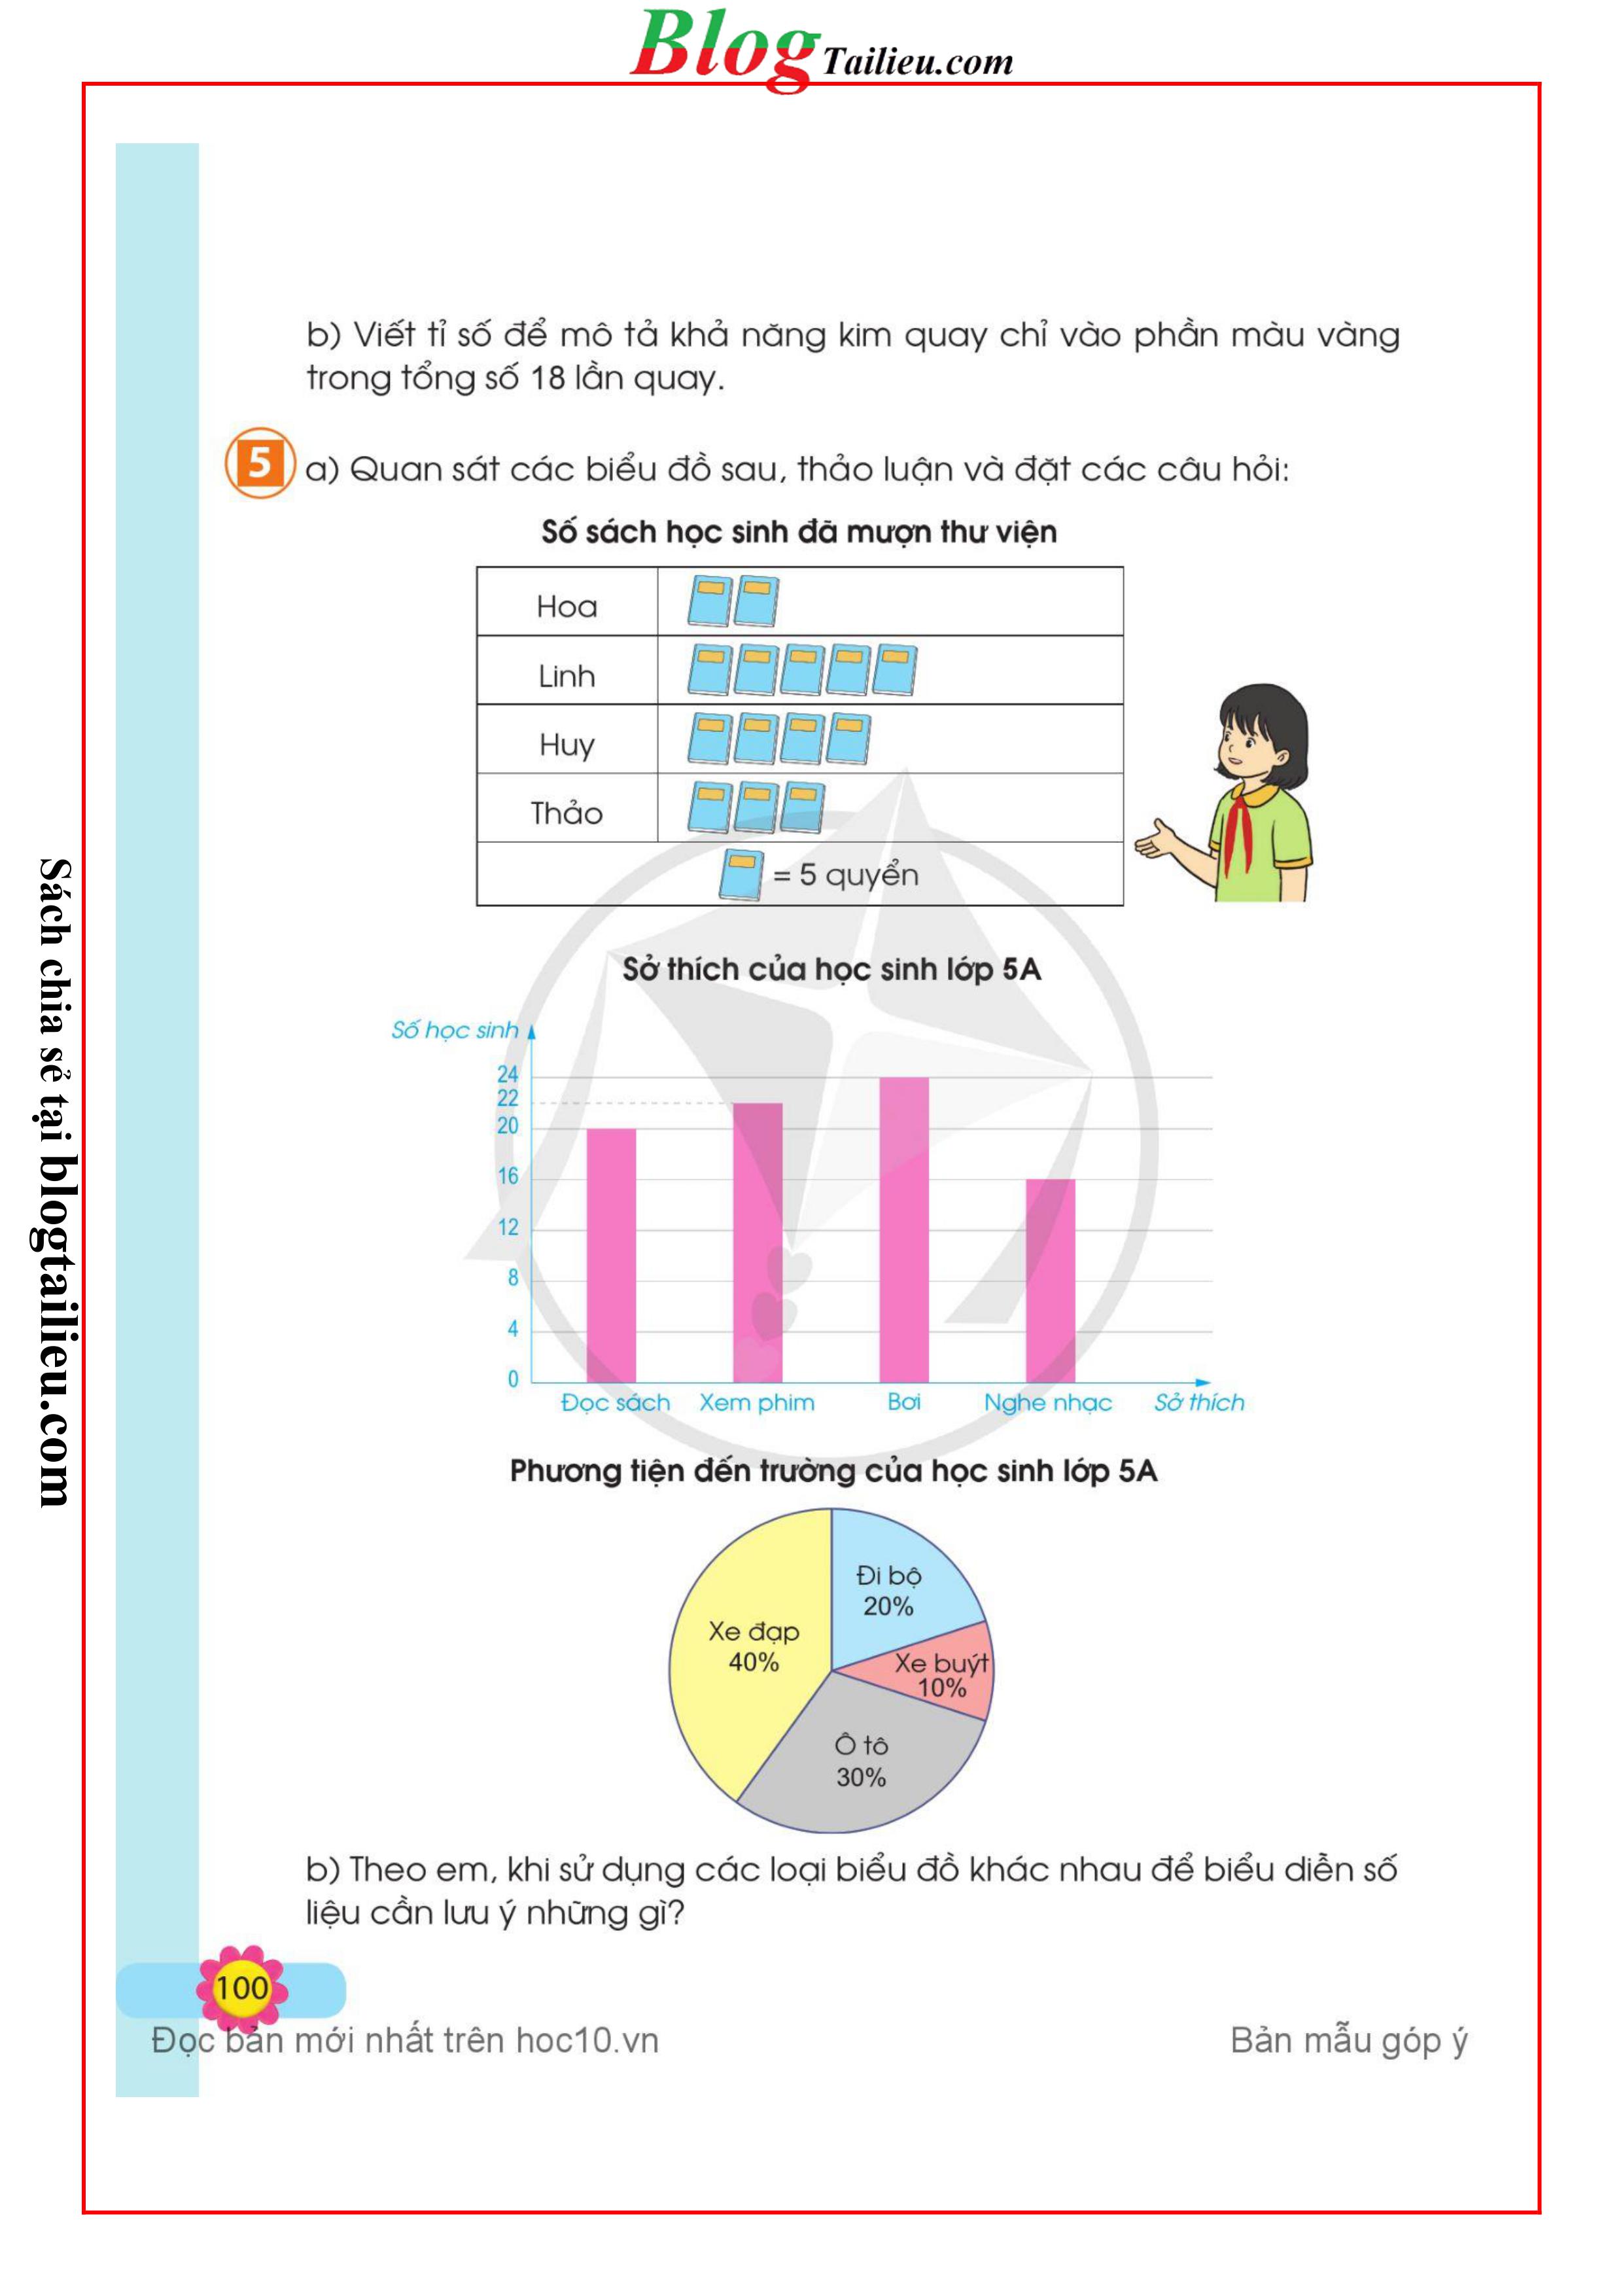 Blog Tailieu.com
b) Viết tỉ số để mô tả khả năng kim quay chỉ vào phần màu vàng
trong tổng số 18 lần quay.
5 a) Quan sát các biểu đồ sau, thảo luận và đặt các câu hỏi:
Số sách học sinh đã mượn thư viện
Hoa
Linh
Huy
Thảo
= 5 quyển
Sở thích của học sinh lớp 5A
Số học sinh
24
22
20
16
12
8
4
0
Đọc sách Xem phim Bơi Nghe nhạc Sở thích
Phương tiện đến trường của học sinh lớp 5A
Đi bộ
20%
Xe đạp
40%
Xe buýt
10%
Ô tô
30%
b) Theo em, khi sử dụng các loại biểu đồ khác nhau để biểu diễn số
liệu cần lưu ý những gì?
100
Đọc bản mới nhất trên hoc10.vn Bản mẫu góp ý
Sách chia sẻ tại blogtailieu.com